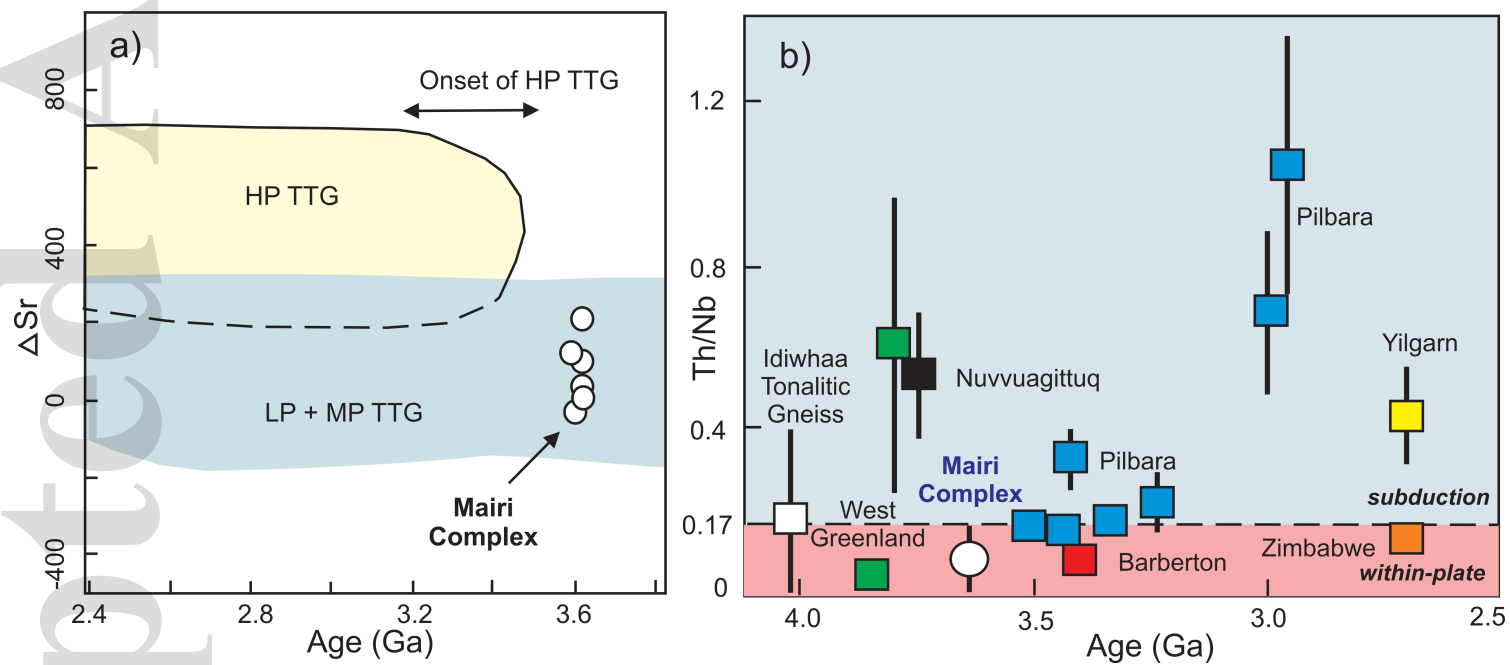 a)
Onset of HP TTG
HP TTG
LP + MP TTG
Mairi
Complex
800
400
0
-400
ΔSr
2.4
2.8
3.2
3.6
Age (Ga)
b)
1.2
0.8
0.4
0.17
0
Th/Nb
Pilbara
Idiwhaa
Tonalitic
Gneiss
Nuvvuagittuq
Yilgarn
Mairi
Complex
Pilbara
subduction
West
Greenland
Barberton
Zimbabwe
within-plate
4.0
3.5
3.0
2.5
Age (Ga)
pted A